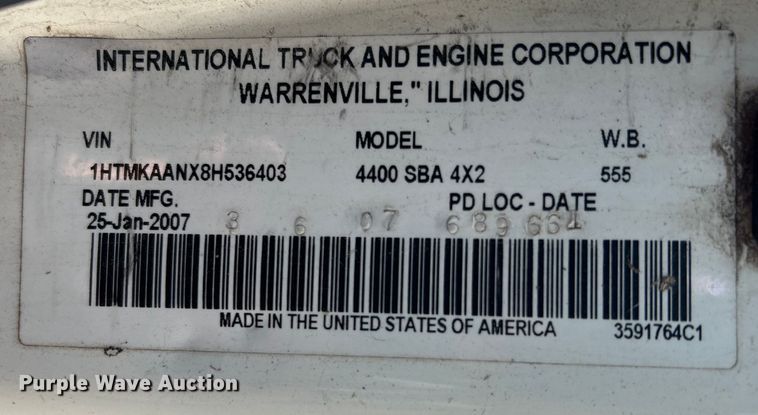 INTERNATIONAL TRUCK AND ENGINE CORPORATION
WARRENVILLE," ILLINOIS
VIN MODEL W.B.
1HTMKAANX8H536403 4400 SBA 4X2 555
DATE MFG. PD LOC - DATE
25-Jan-2007 3 6 07 689664
MADE IN THE UNITED STATES OF AMERICA 3591764C1
Purple Wave Auction